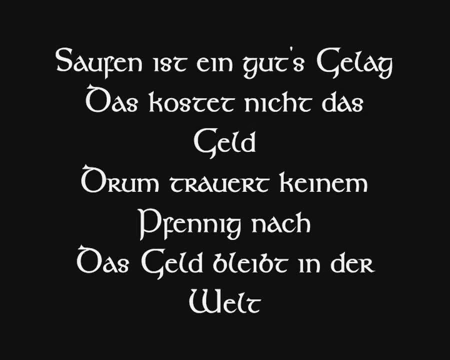 Saufen ist ein gut's Gelag
Das kostet nicht das
Geld
Drum trauert keinem
Pfennig nach
Das Geld bleibt in der
Welt